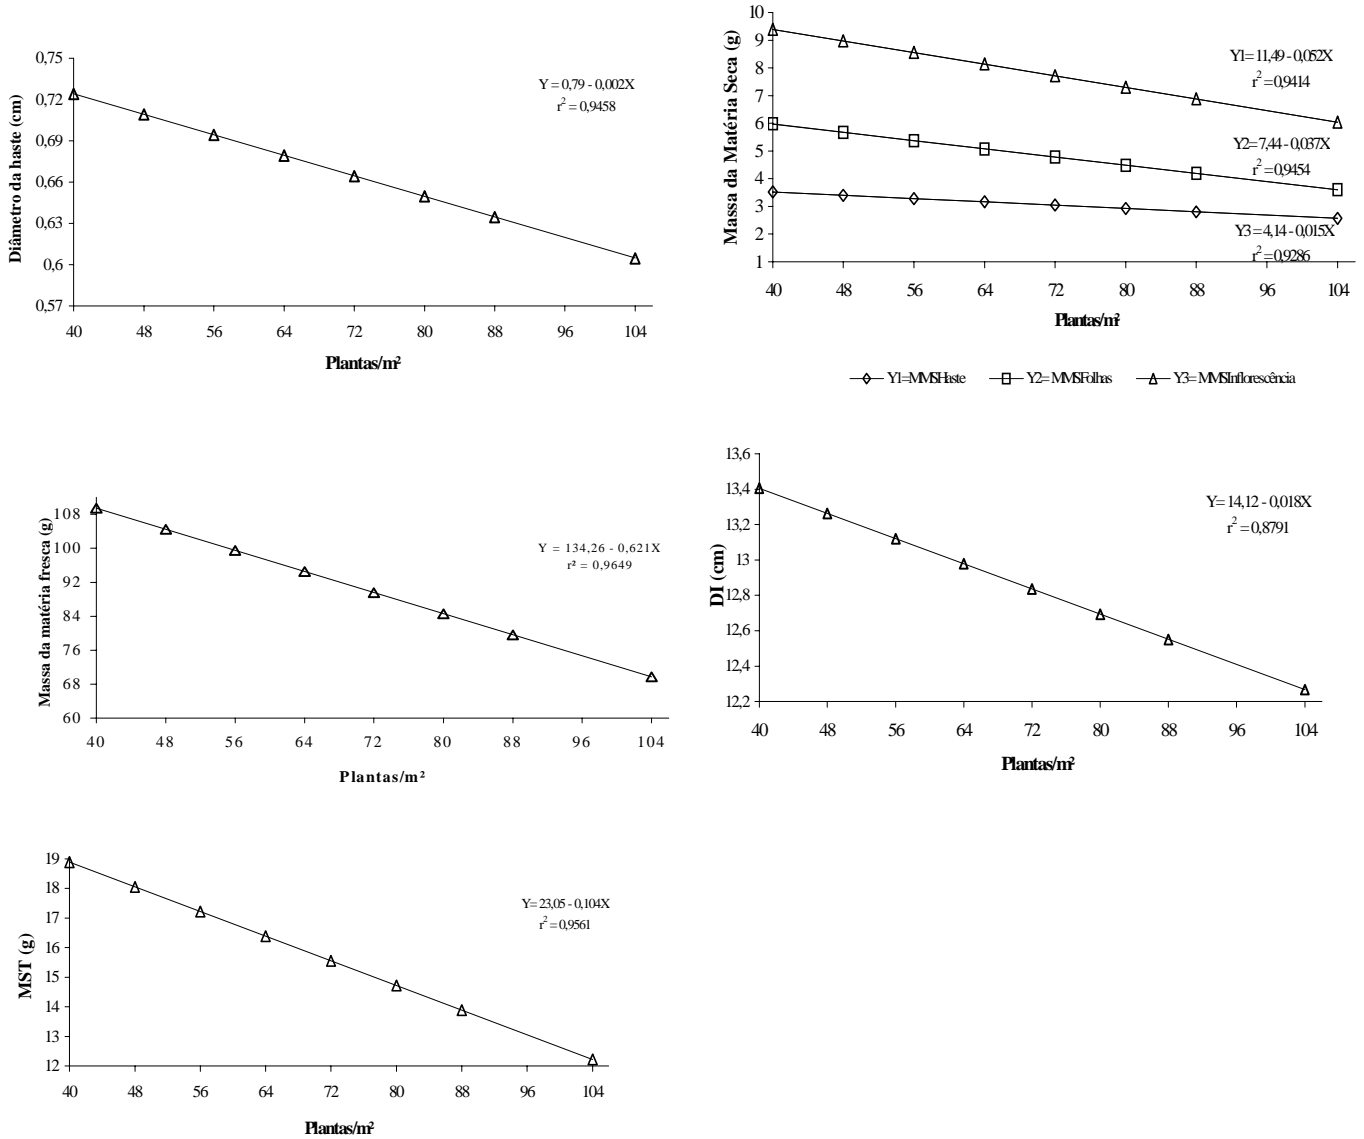 Diâmetro da haste (cm)
0,75
0,72
0,69
0,66
0,63
0,6
0,57
Y = 0,79 - 0,002X
r² = 0,9458
40 48 56 64 72 80 88 96 104
Plantas/m²
Massa da Matéria Seca (g)
10
9
8
7
6
5
4
3
2
1
Y1= 11,49 - 0,052X
r² = 0,9414
Y2= 7,44 - 0,037X
r² = 0,9454
Y3 = 4,14 - 0,015X
r² = 0,9286
40 48 56 64 72 80 88 96 104
Plantas/m²
Y1=MMSHaste Y2= MMSFolhas Y3= MMSInflorescência
Massa da matéria fresca (g)
108
100
92
84
76
68
60
Y = 134,26 - 0,621X
r² = 0,9649
40 48 56 64 72 80 88 96 104
Plantas/m²
DI (cm)
13,6
13,4
13,2
13
12,8
12,6
12,4
12,2
Y= 14,12 - 0,018X
r² = 0,8791
40 48 56 64 72 80 88 96 104
Plantas/m²
MST (g)
19
18
17
16
15
14
13
12
Y= 23,05 - 0,104X
r² = 0,9561
40 48 56 64 72 80 88 96 104
Plantas/m²